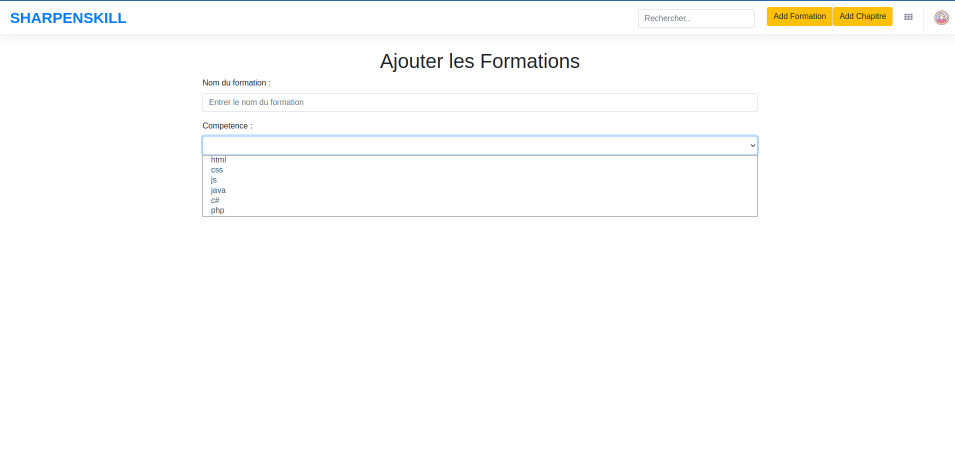 SHARPENSKILL
Rechercher..
Add Formation
Add Chapitre
Ajouter les Formations
Nom du formation :
Entrer le nom du formation
Competence :
html
css
js
java
c#
php